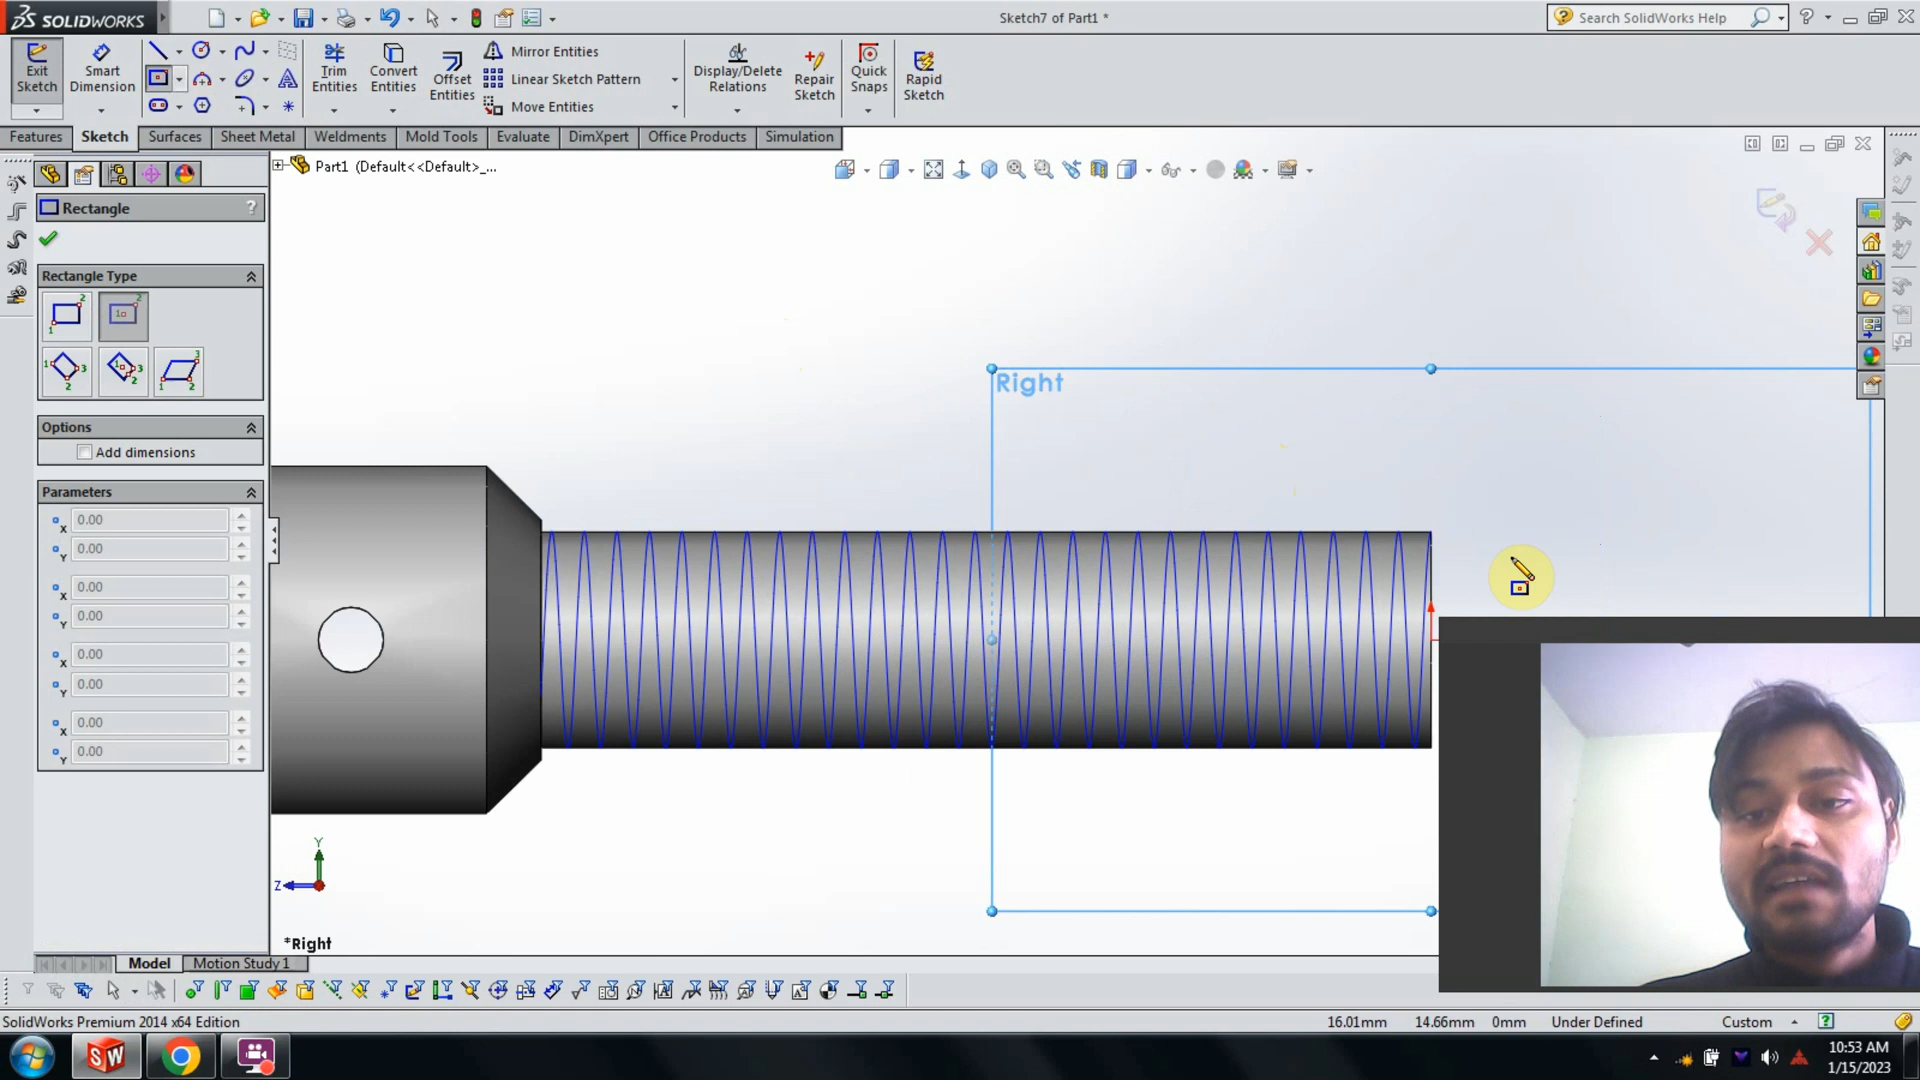 SOLIDWORKS
Sketch7 of Part1 *
Search SolidWorks Help
Exit Sketch
Smart Dimension
Trim Entities
Convert Entities
Offset Entities
Mirror Entities
Linear Sketch Pattern
Move Entities
Display/Delete Relations
Repair Sketch
Quick Snaps
Rapid Sketch
Features
Sketch
Surfaces
Sheet Metal
Weldments
Mold Tools
Evaluate
DimXpert
Office Products
Simulation
Part1 (Default<<Default>_...
Rectangle
?
Rectangle Type
Options
Add dimensions
Parameters
X 0.00
Y 0.00
X 0.00
Y 0.00
X 0.00
Y 0.00
X 0.00
Y 0.00
Right
Y
Z
*Right
Model
Motion Study 1
SolidWorks Premium 2014 x64 Edition
16.01mm
14.66mm
0mm
Under Defined
Custom
SW
10:53 AM
1/15/2023